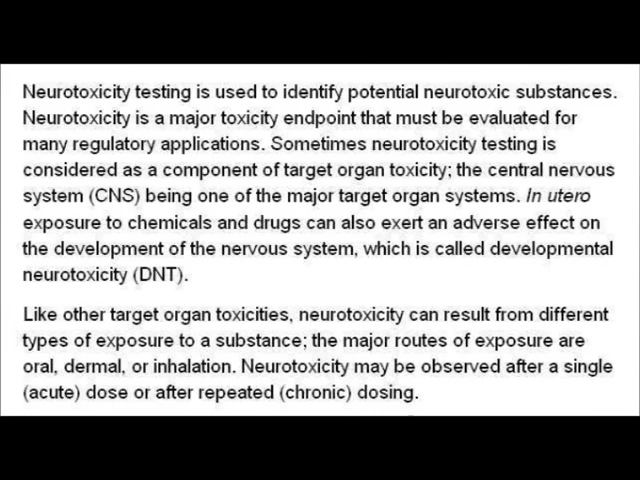 Neurotoxicity testing is used to identify potential neurotoxic substances.
Neurotoxicity is a major toxicity endpoint that must be evaluated for
many regulatory applications. Sometimes neurotoxicity testing is
considered as a component of target organ toxicity; the central nervous
system (CNS) being one of the major target organ systems. In utero
exposure to chemicals and drugs can also exert an adverse effect on
the development of the nervous system, which is called developmental
neurotoxicity (DNT).
Like other target organ toxicities, neurotoxicity can result from different
types of exposure to a substance; the major routes of exposure are
oral, dermal, or inhalation. Neurotoxicity may be observed after a single
(acute) dose or after repeated (chronic) dosing.